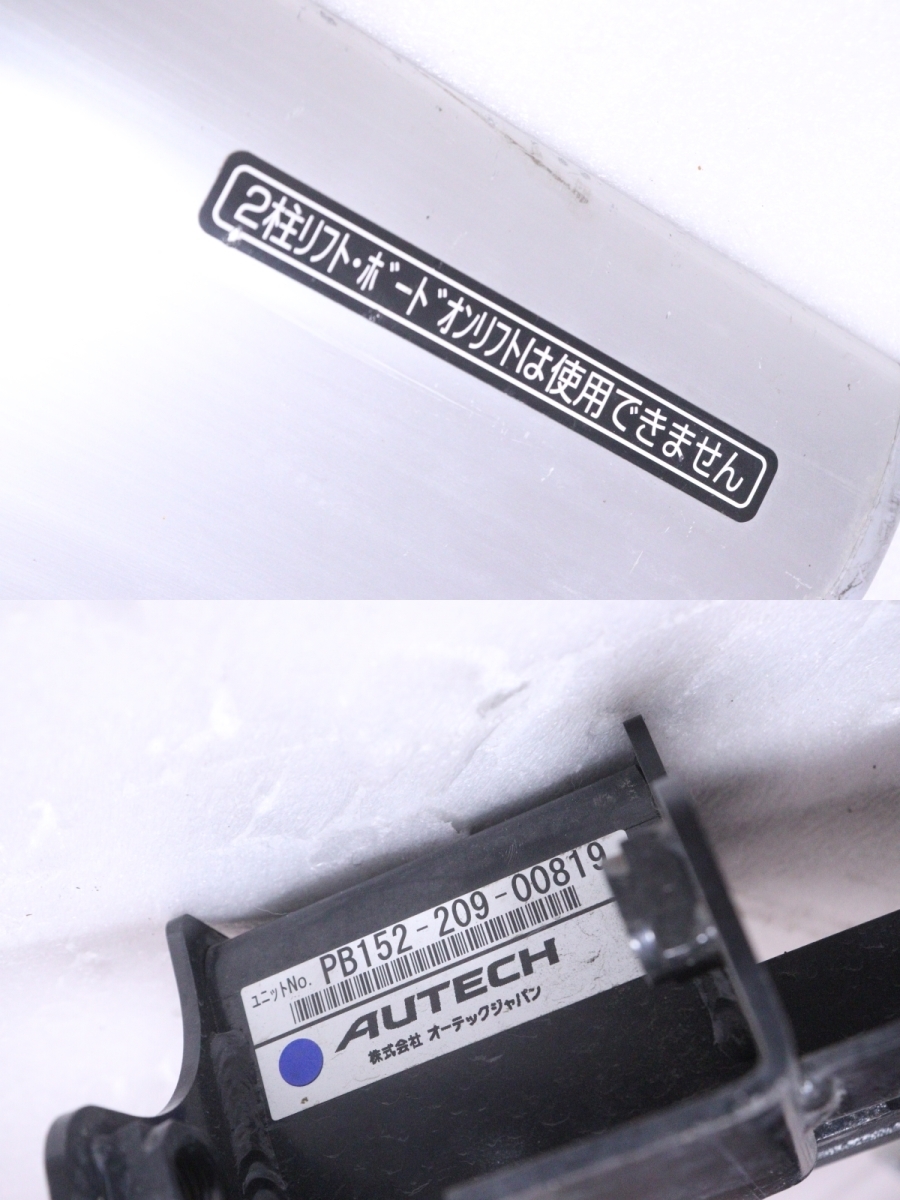 2柱リフト・ボードオンリフトは使用できません
ユニットNo. PB152-209-00819
AUTECH
株式会社 オーテックジャパン